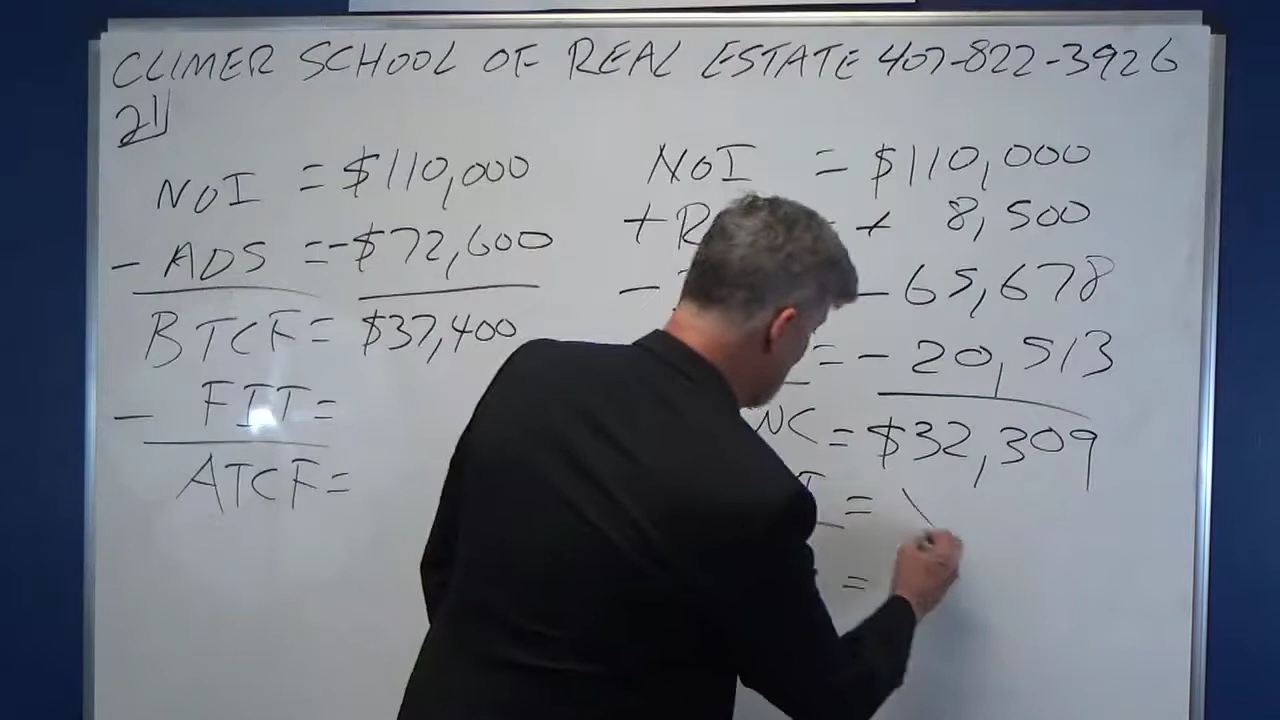 CLIMER SCHOOL OF REAL ESTATE 407-822-3926
21
NOI = $110,000
- ADS = -$72,600
BTCF = $37,400
- FIT =
ATCF =
NOI = $110,000
+ R + 8,500
- - 65,678
= - 20,513
NC = $32,309
=
=